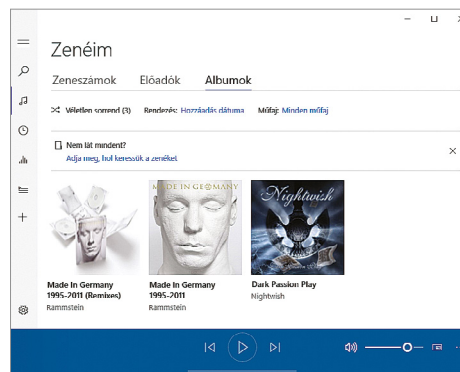 Zenéim
Zeneszámok Előadók Albumok
Véletlen sorrend (3) Rendezés: Hozzáadás dátuma Műfaj: Minden műfaj
Nem lát mindent?
Adja meg, hol keressük a zenéket
MADE IN GERMANY
Nightwish
Made In Germany
1995-2011 (Remixes)
Rammstein
Made In Germany
1995-2011
Rammstein
Dark Passion Play
Nightwish